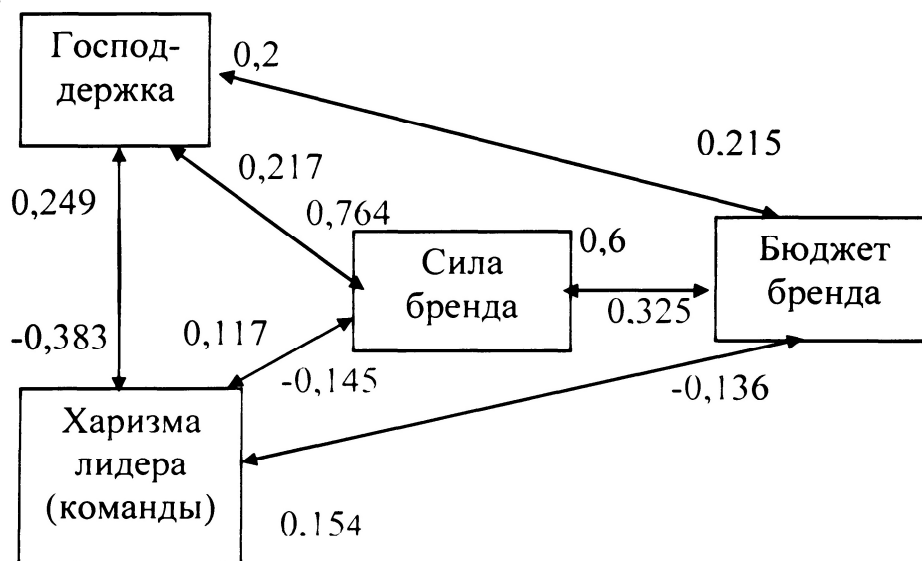 Господ-
держка
0,2
0.215
0,217
0,249
0,764
Сила
бренда
0,6
Бюджет
бренда
0.325
-0,383
0,117
-0,145
-0,136
Харизма
лидера
(команды)
0.154